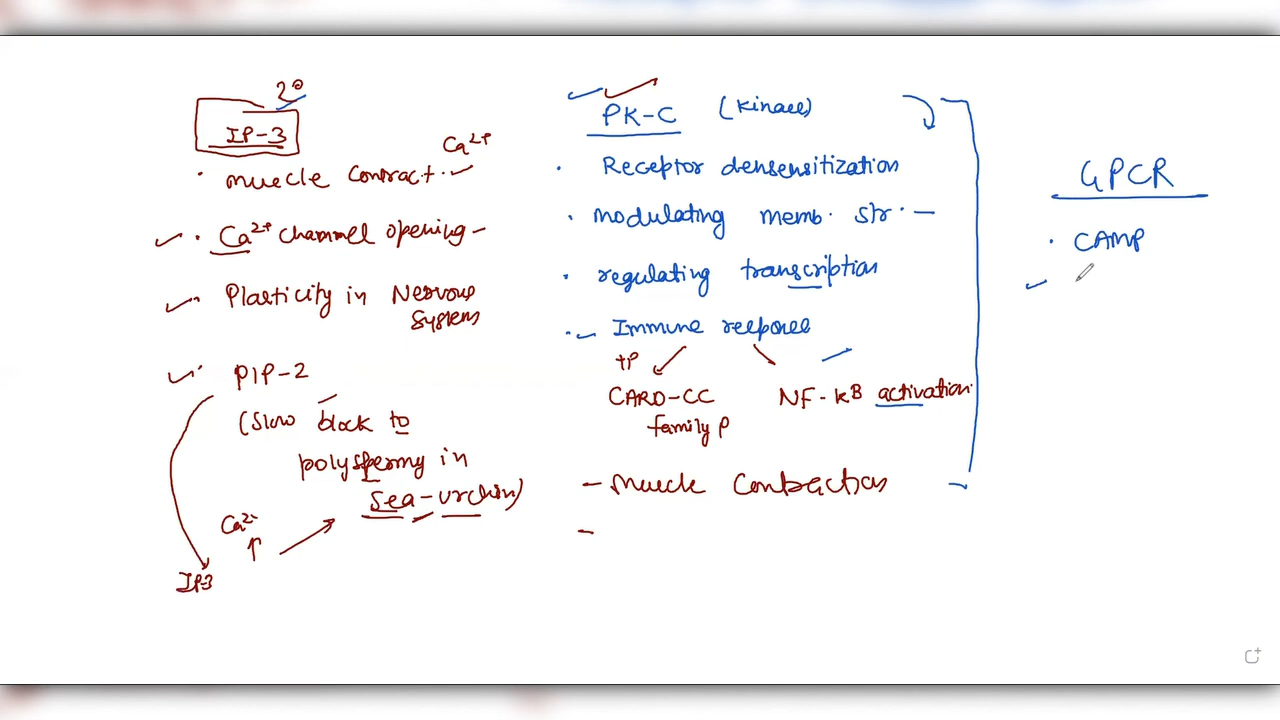 2°
IP-3
Ca2+
• muscle contract.
• Ca2+ channel opening -
• Plasticity in Nervous
System
• PIP-2
(Slow block to
polyspermy in
Sea-urchin)
Ca2+ ↑
IP3
PK-C (kinase)
• Receptor densensitization
• modulating memb. str. -
• regulating transcription
• Immune response
+P
CARD-CC
family P
NF-kB activation
- muscle contraction
-
GPCR
• CAMP